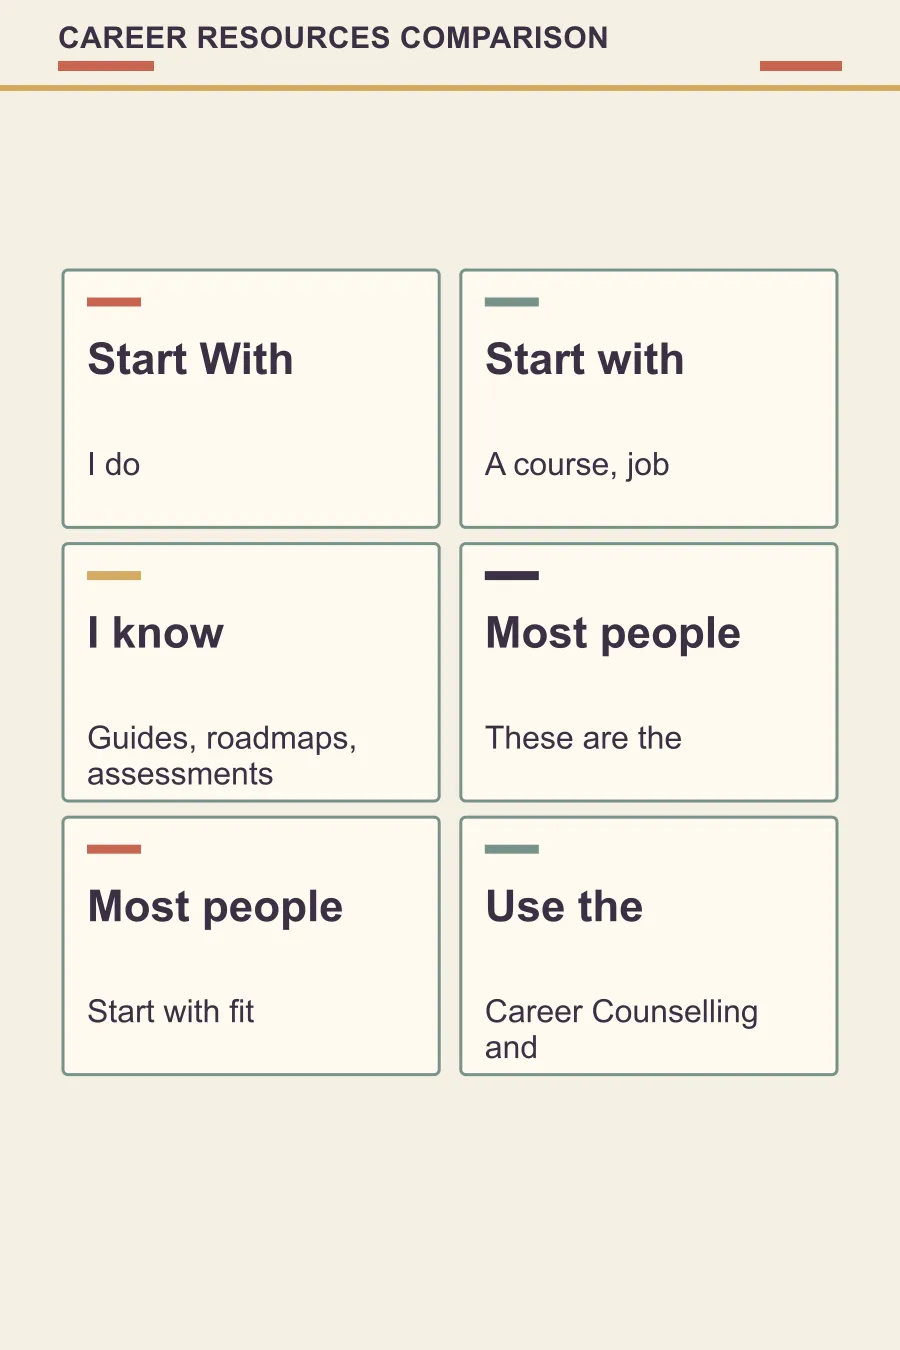 CAREER RESOURCES COMPARISON
Start With
I do
Start with
A course, job
I know
Guides, roadmaps,
assessments
Most people
These are the
Most people
Start with fit
Use the
Career Counselling
and